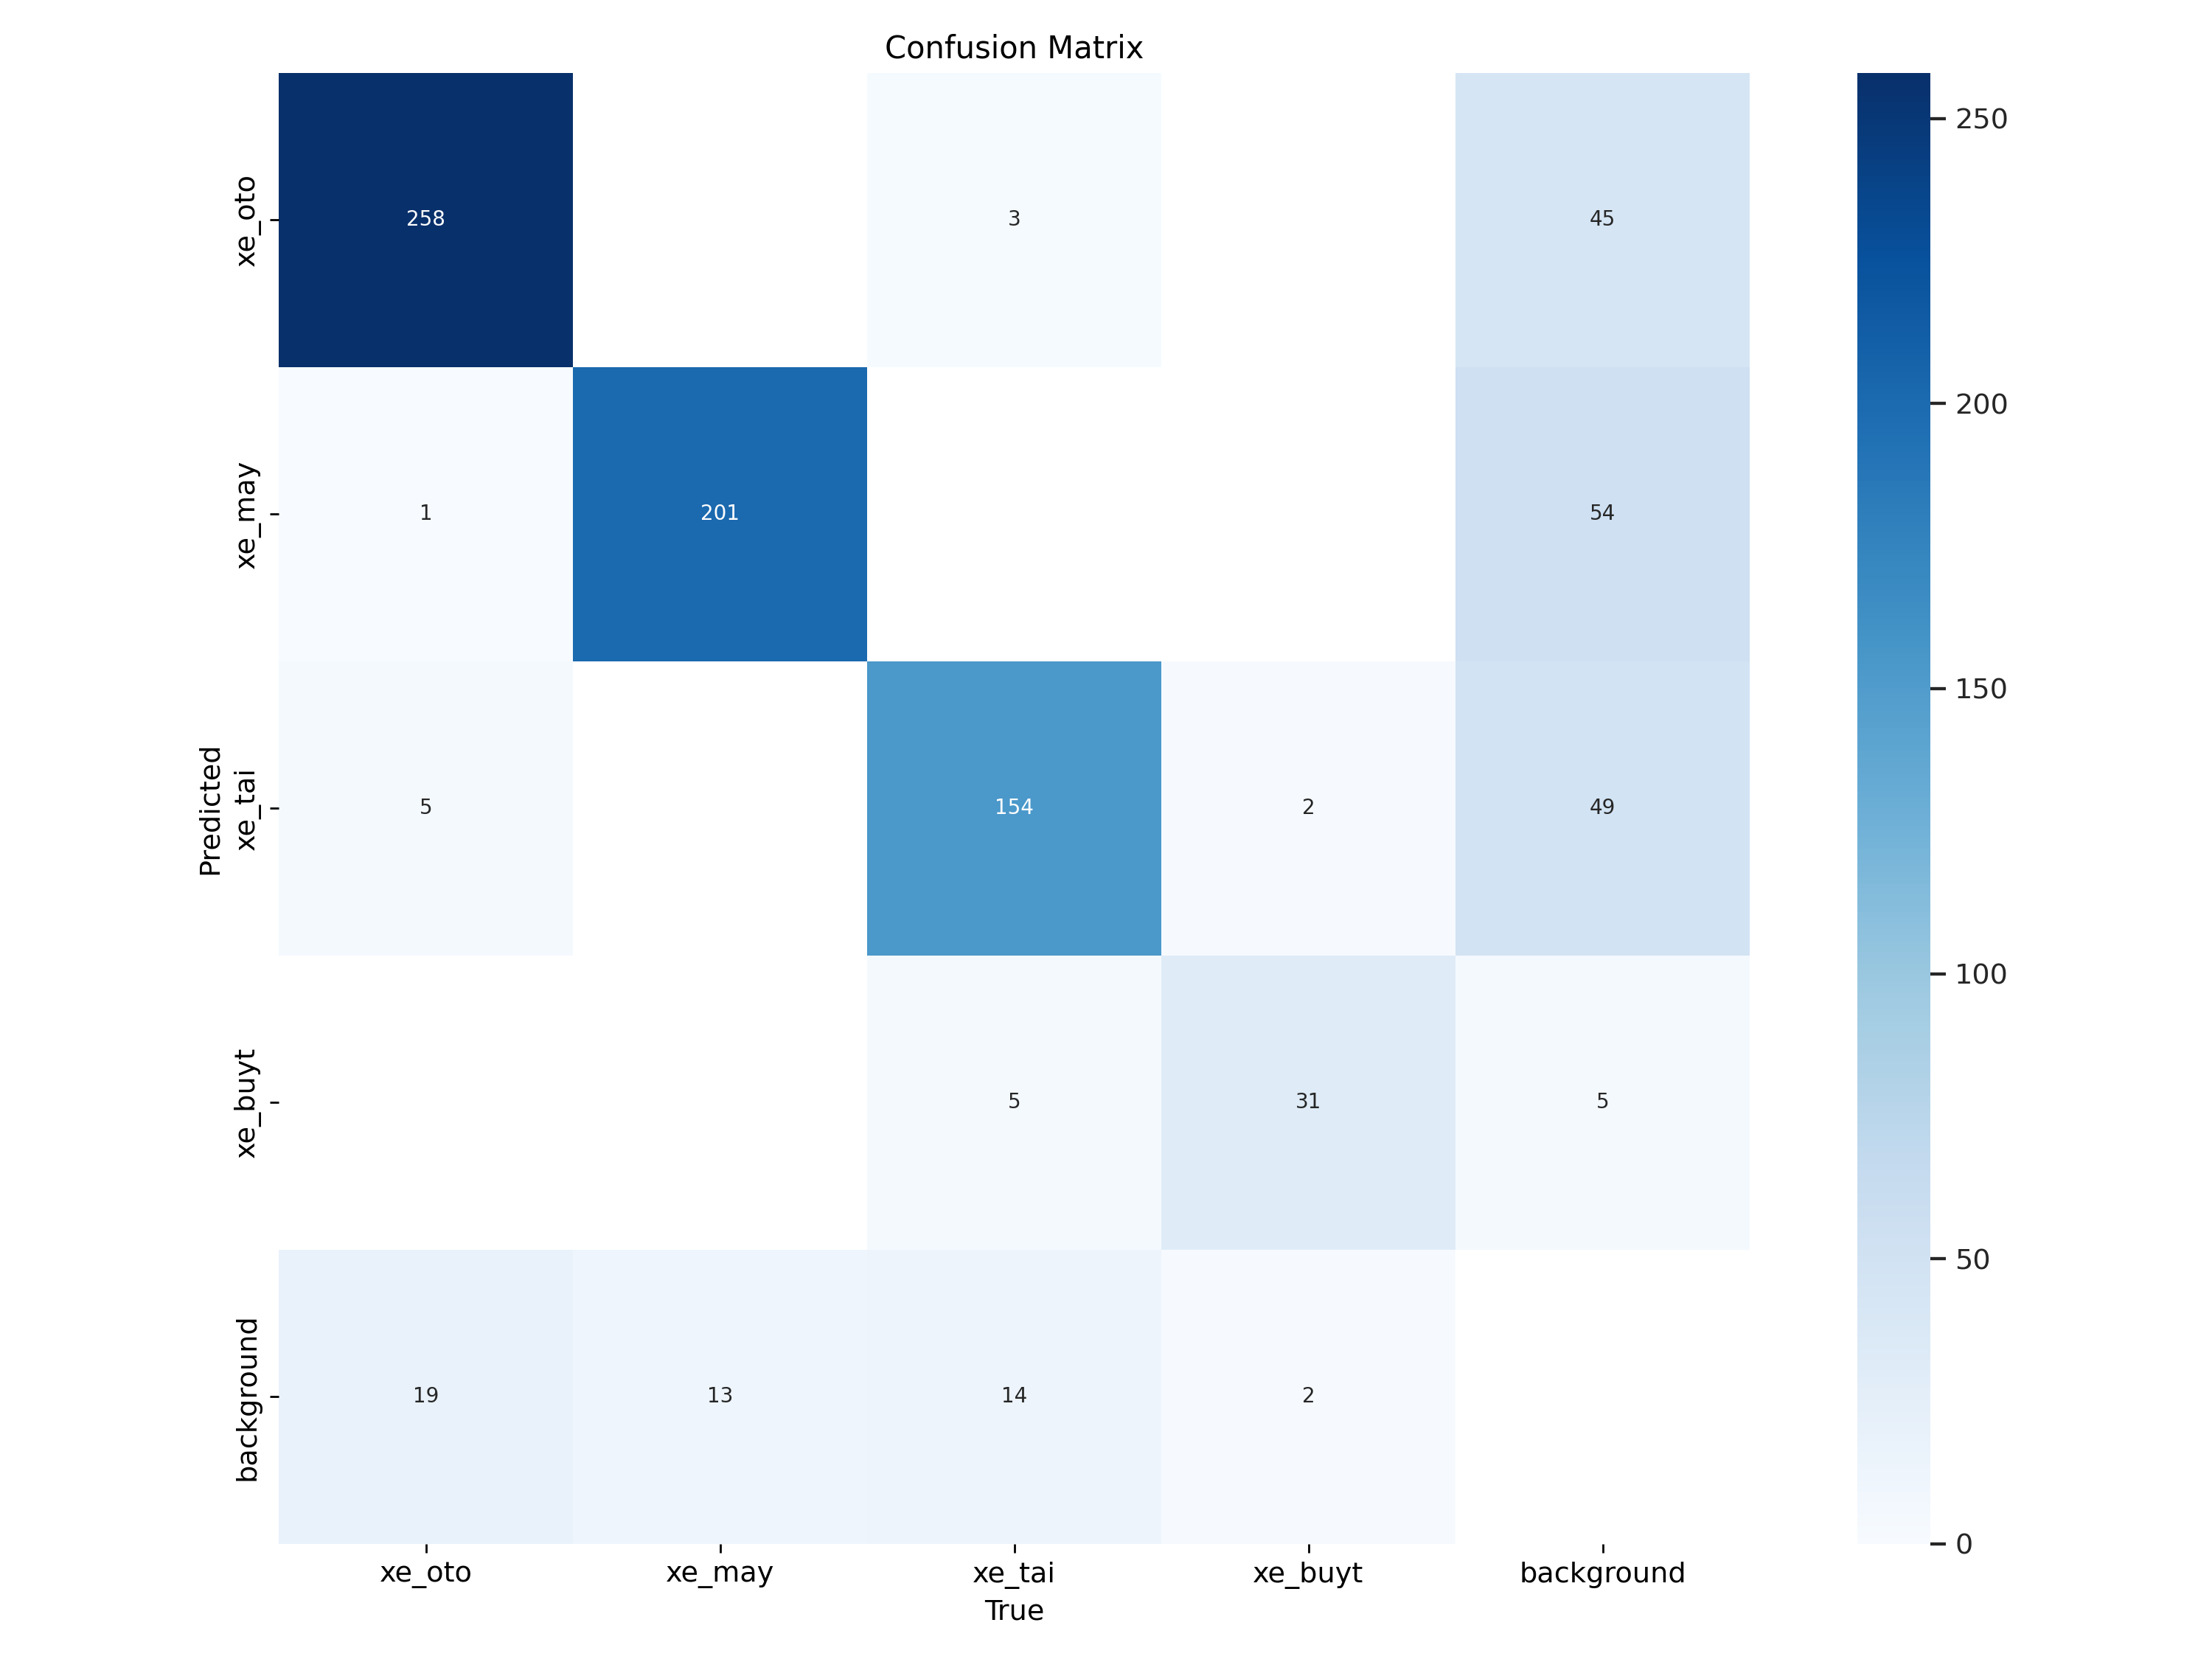 Confusion Matrix
xe_oto
258
3
45
250
200
xe_may
1
201
54
150
Predicted
xe_tai
5
154
2
49
100
xe_buyt
5
31
5
50
background
19
13
14
2
0
xe_oto
xe_may
xe_tai
xe_buyt
background
True